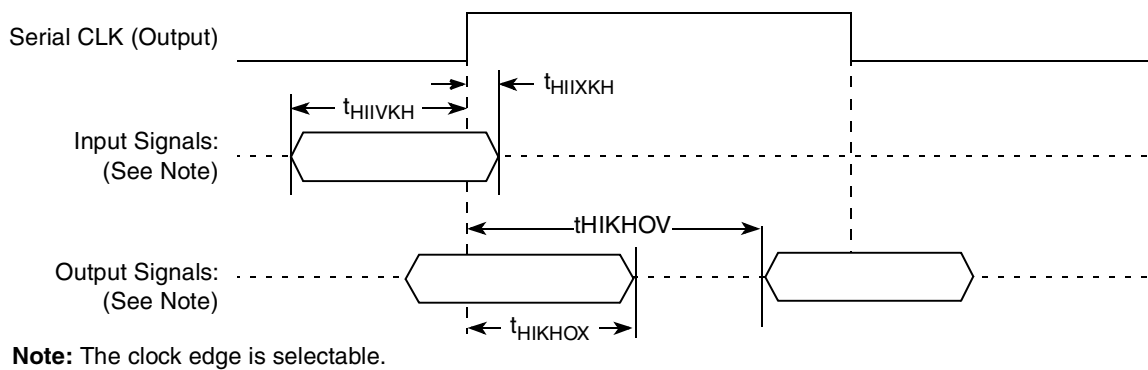 Serial CLK (Output)
tHIIXKH
tHIIVKH
Input Signals:
(See Note)
tHIKHOV
Output Signals:
(See Note)
tHIKHOX
Note: The clock edge is selectable.